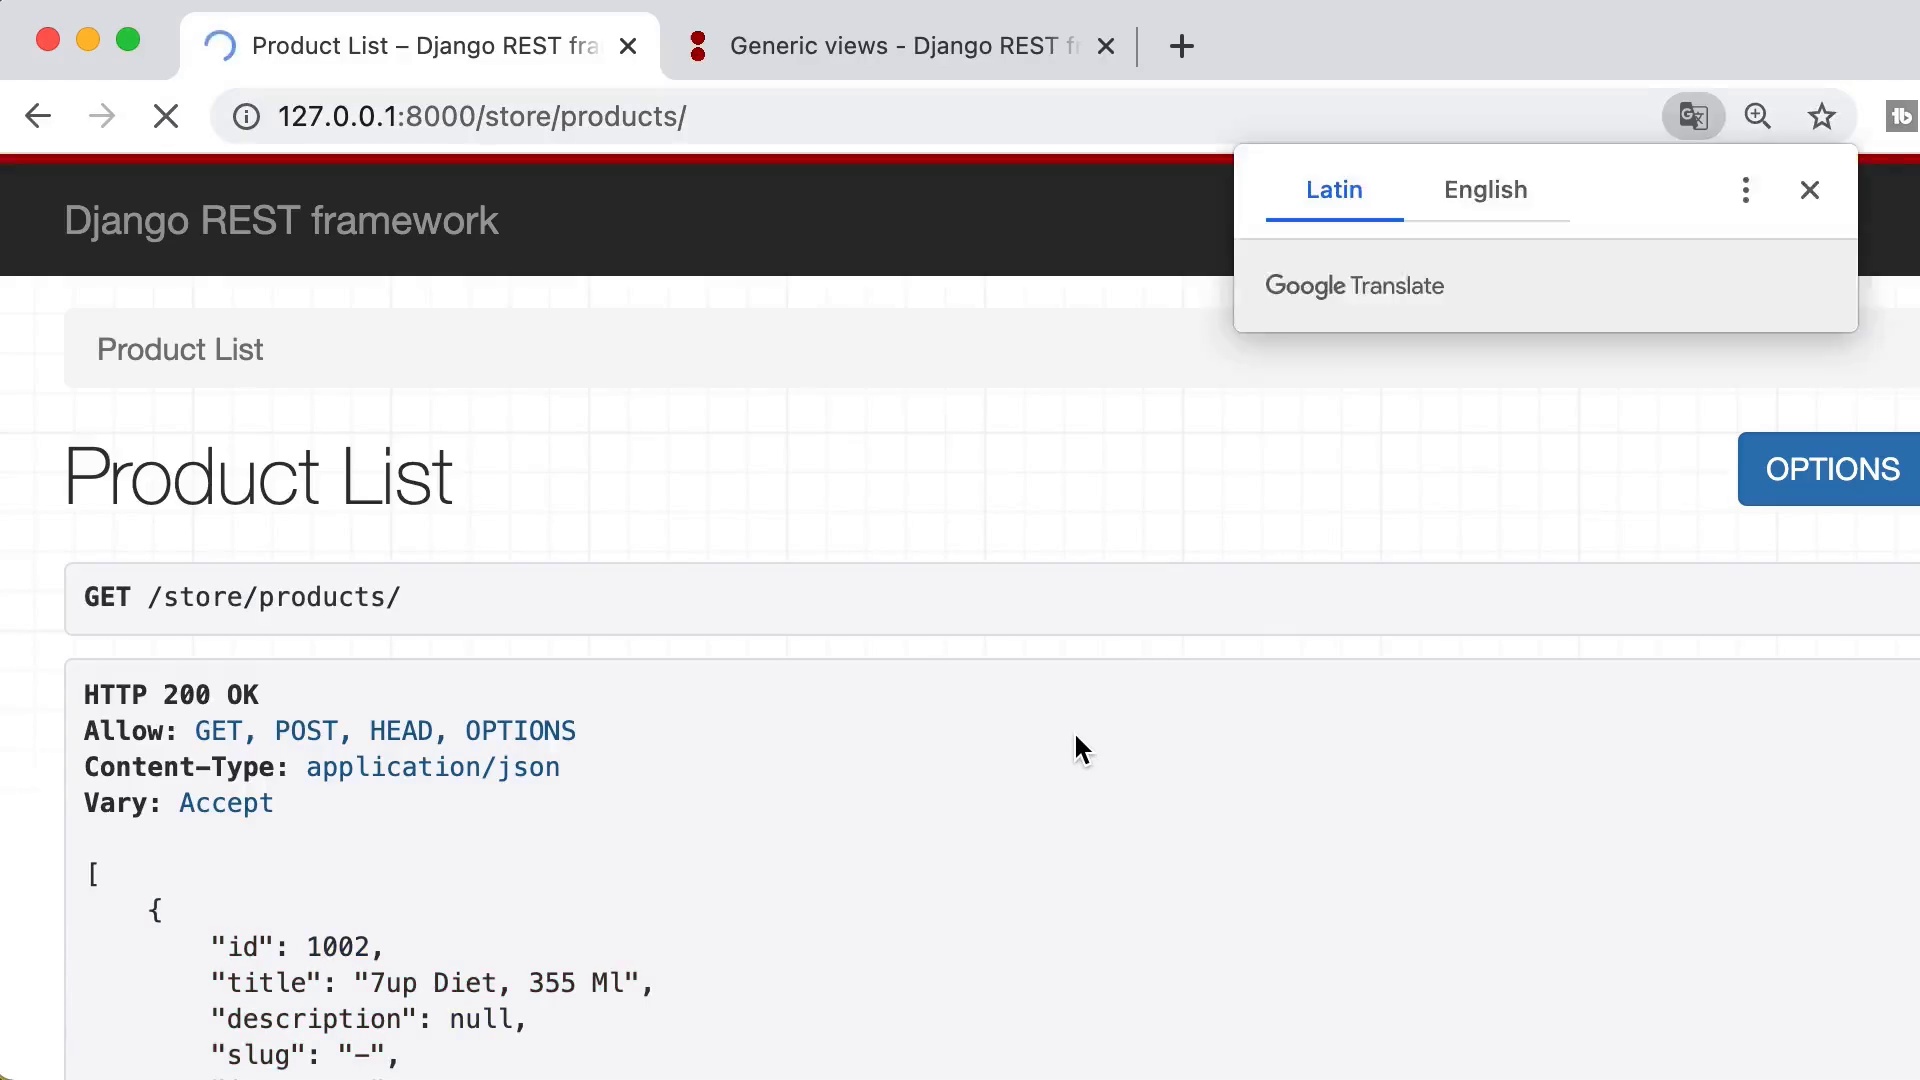 Product List – Django REST fra
Generic views - Django REST f
127.0.0.1:8000/store/products/
Latin
English
Google Translate
Django REST framework
Product List
Product List
OPTIONS
GET /store/products/
HTTP 200 OK
Allow: GET, POST, HEAD, OPTIONS
Content-Type: application/json
Vary: Accept
[
{
"id": 1002,
"title": "7up Diet, 355 Ml",
"description": null,
"slug": "-",